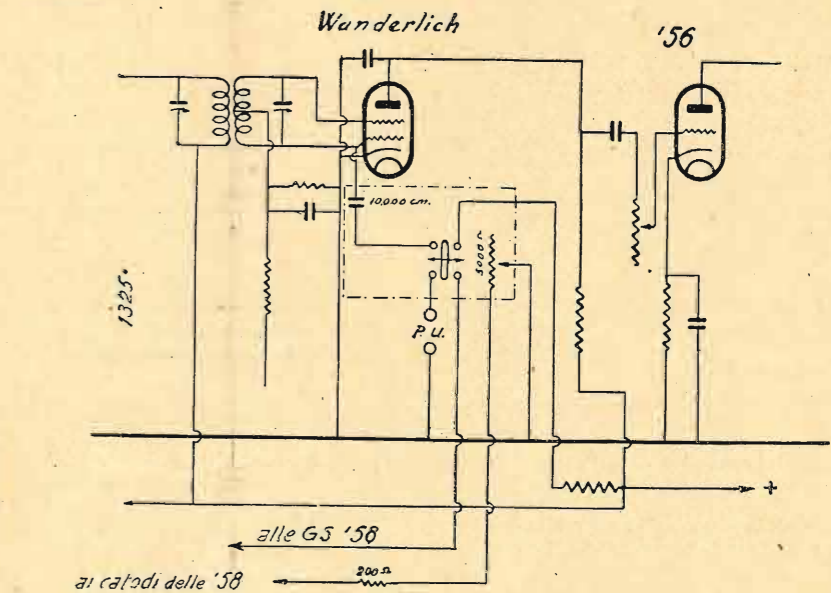 Wunderlich
'56
10,000 cm.
5000 Ω
1325•
P.U.
+
alle GS '58
200 Ω
ai catodi delle '58